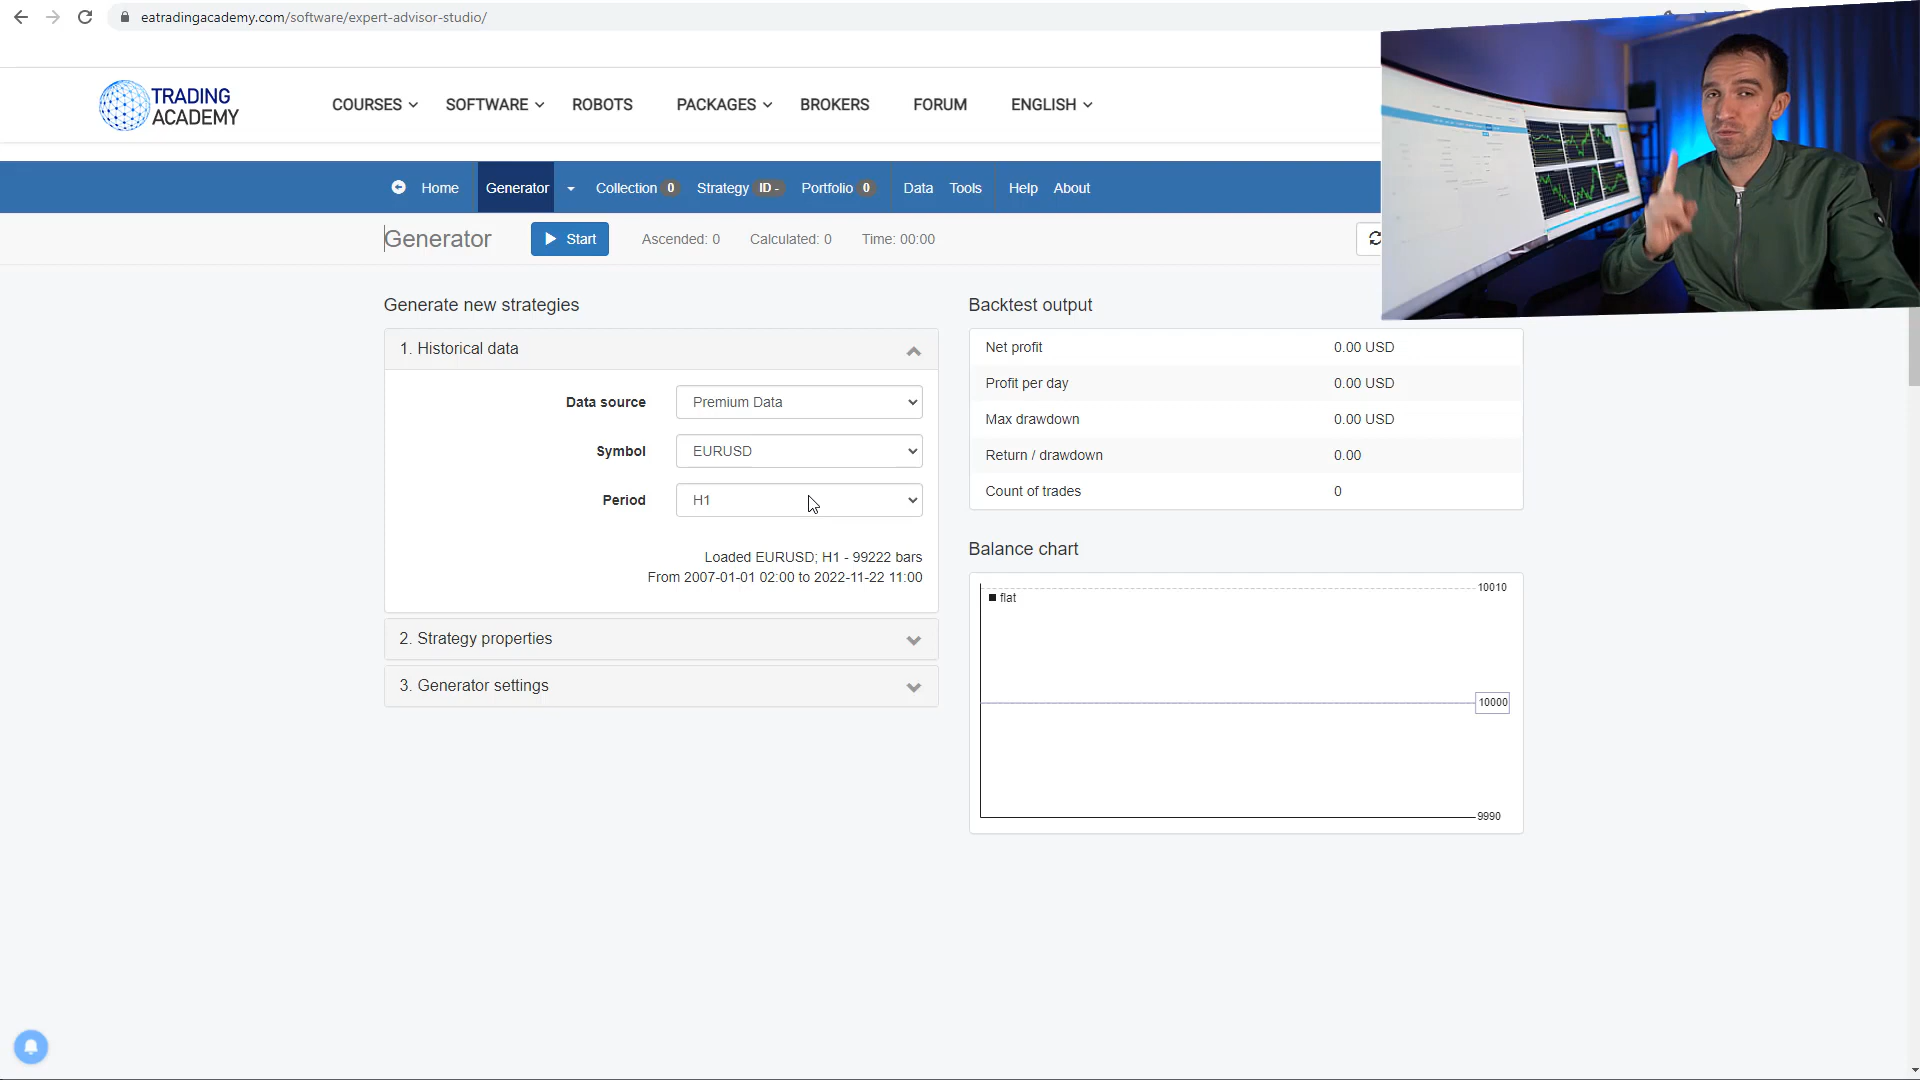 eatradingacademy.com/software/expert-advisor-studio/
TRADING
ACADEMY
COURSES
SOFTWARE
ROBOTS
PACKAGES
BROKERS
FORUM
ENGLISH
Home
Generator
Collection 0
Strategy ID -
Portfolio 0
Data
Tools
Help
About
Generator
Start
Ascended: 0
Calculated: 0
Time: 00:00
Generate new strategies
1. Historical data
Data source
Premium Data
Symbol
EURUSD
Period
H1
Loaded EURUSD; H1 - 99222 bars
From 2007-01-01 02:00 to 2022-11-22 11:00
2. Strategy properties
3. Generator settings
Backtest output
Net profit 0.00 USD
Profit per day 0.00 USD
Max drawdown 0.00 USD
Return / drawdown 0.00
Count of trades 0
Balance chart
flat
10010
10000
9990